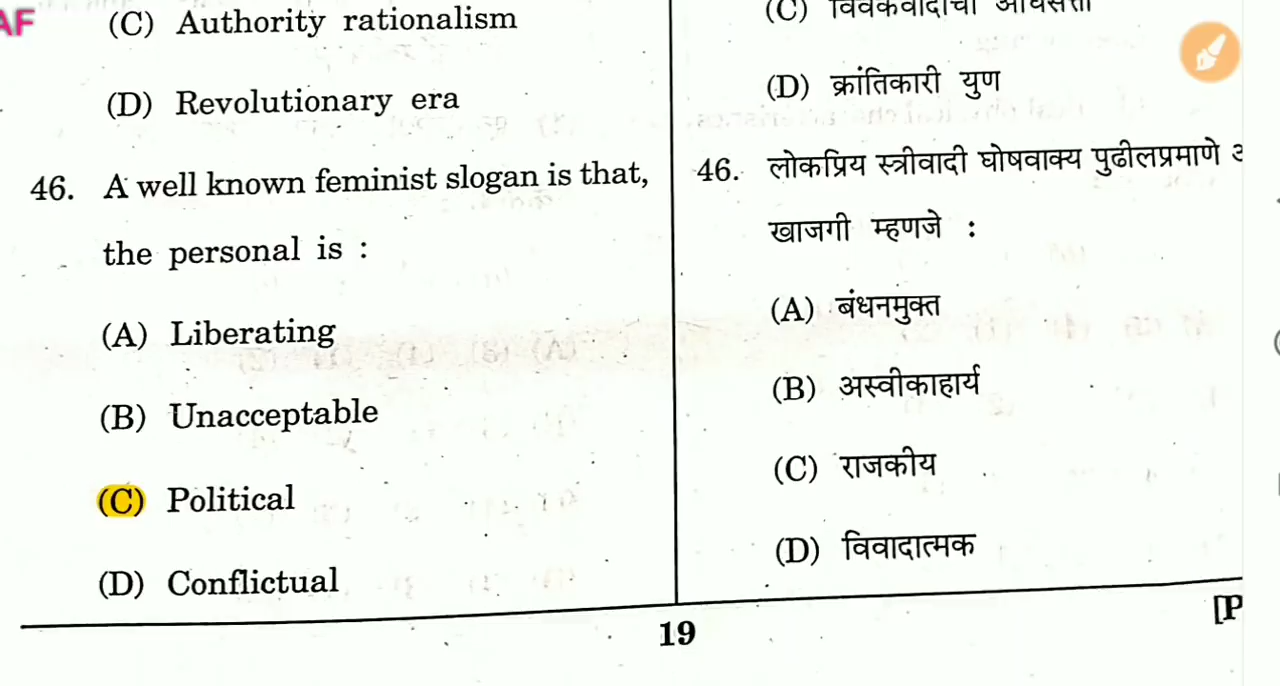 AF
(C) Authority rationalism
(D) Revolutionary era
46. A well known feminist slogan is that,
the personal is :
(A) Liberating
(B) Unacceptable
(C) Political
(D) Conflictual
(C)
(D) क्रांतिकारी युण
46. लोकप्रिय स्त्रीवादी घोषवाक्य पुढीलप्रमाणे
खाजगी म्हणजे :
(A) बंधनमुक्त
(B) अस्वीकाहार्य
(C) राजकीय
(D) विवादात्मक
19
[P